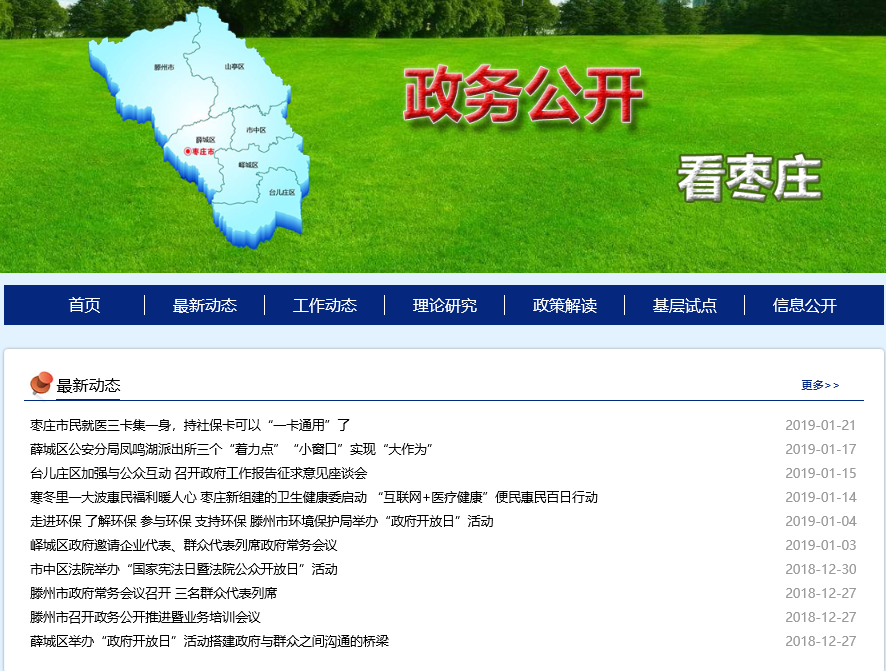 政务公开
看枣庄
滕州市
山亭区
市中区
薛城区
枣庄市
峄城区
台儿庄区
首页 最新动态 工作动态 理论研究 政策解读 基层试点 信息公开
最新动态 更多>>
枣庄市民就医三卡集一身，持社保卡可以“一卡通用”了 2019-01-21
薛城区公安分局凤鸣湖派出所三个“着力点” “小窗口”实现“大作为” 2019-01-17
台儿庄区加强与公众互动 召开政府工作报告征求意见座谈会 2019-01-15
寒冬里一大波惠民福利暖人心 枣庄新组建的卫生健康委启动 “互联网+医疗健康”便民惠民百日行动 2019-01-14
走进环保 了解环保 参与环保 支持环保 滕州市环境保护局举办“政府开放日”活动 2019-01-04
峄城区政府邀请企业代表、群众代表列席政府常务会议 2019-01-03
市中区法院举办“国家宪法日暨法院公众开放日”活动 2018-12-30
滕州市政府常务会议召开 三名群众代表列席 2018-12-27
滕州市召开政务公开推进暨业务培训会议 2018-12-27
薛城区举办“政府开放日”活动搭建政府与群众之间沟通的桥梁 2018-12-27